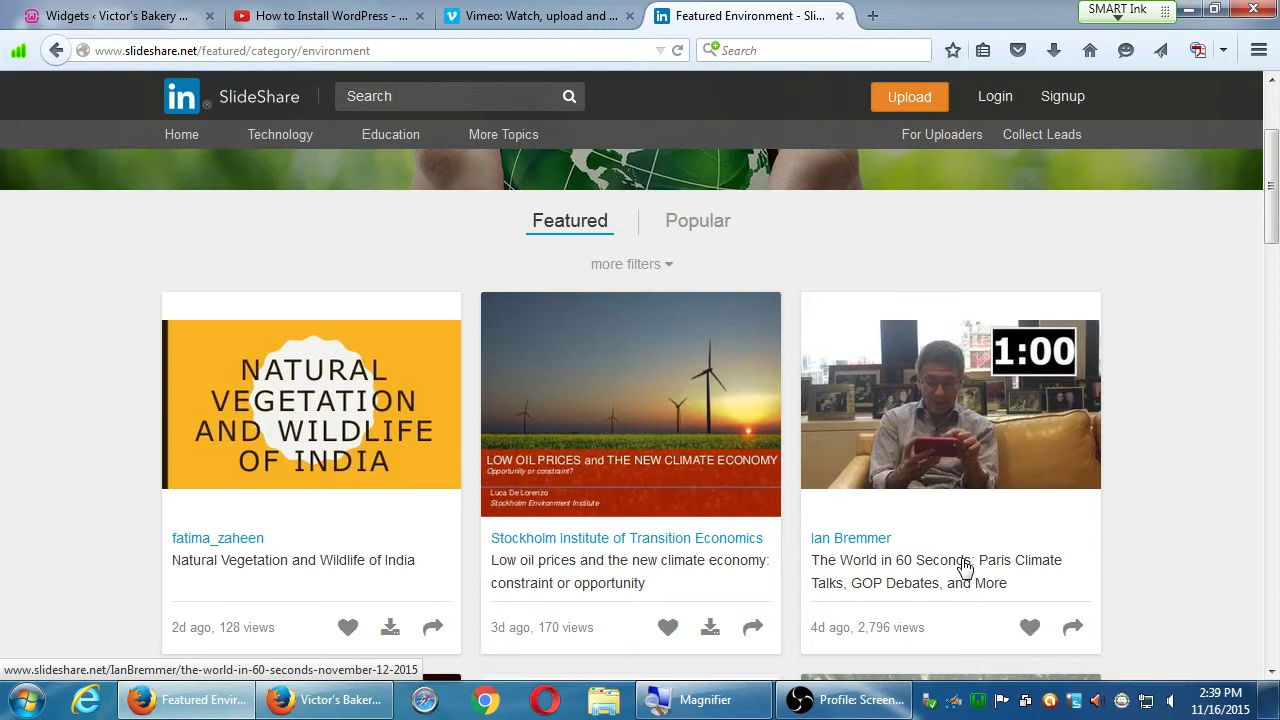 Widgets ‹ Victor's Bakery ... × How to Install WordPress - ... × Vimeo: Watch, Upload and ... × Featured Environment - Sli... × +
SMART Ink
www.slideshare.net/featured/category/environment
Search
in SlideShare Search Upload Login Signup
Home Technology Education More Topics For Uploaders Collect Leads
Featured Popular
more filters
NATURAL
VEGETATION
AND WILDLIFE
OF INDIA
fatima_zaheen
Natural Vegetation and Wildlife of India
2d ago, 128 views
LOW OIL PRICES and THE NEW CLIMATE ECONOMY
Opportunity or constraint?
Luca De Lorenzo
Stockholm Environment Institute
Stockholm Institute of Transition Economics
Low oil prices and the new climate economy:
constraint or opportunity
3d ago, 170 views
1:00
Ian Bremmer
The World in 60 Seconds: Paris Climate
Talks, GOP Debates, and More
4d ago, 2,796 views
www.slideshare.net/IanBremmer/the-world-in-60-seconds-november-12-2015
Featured Envir... Victor's Baker... Magnifier Profile: Screen...
2:39 PM
11/16/2015